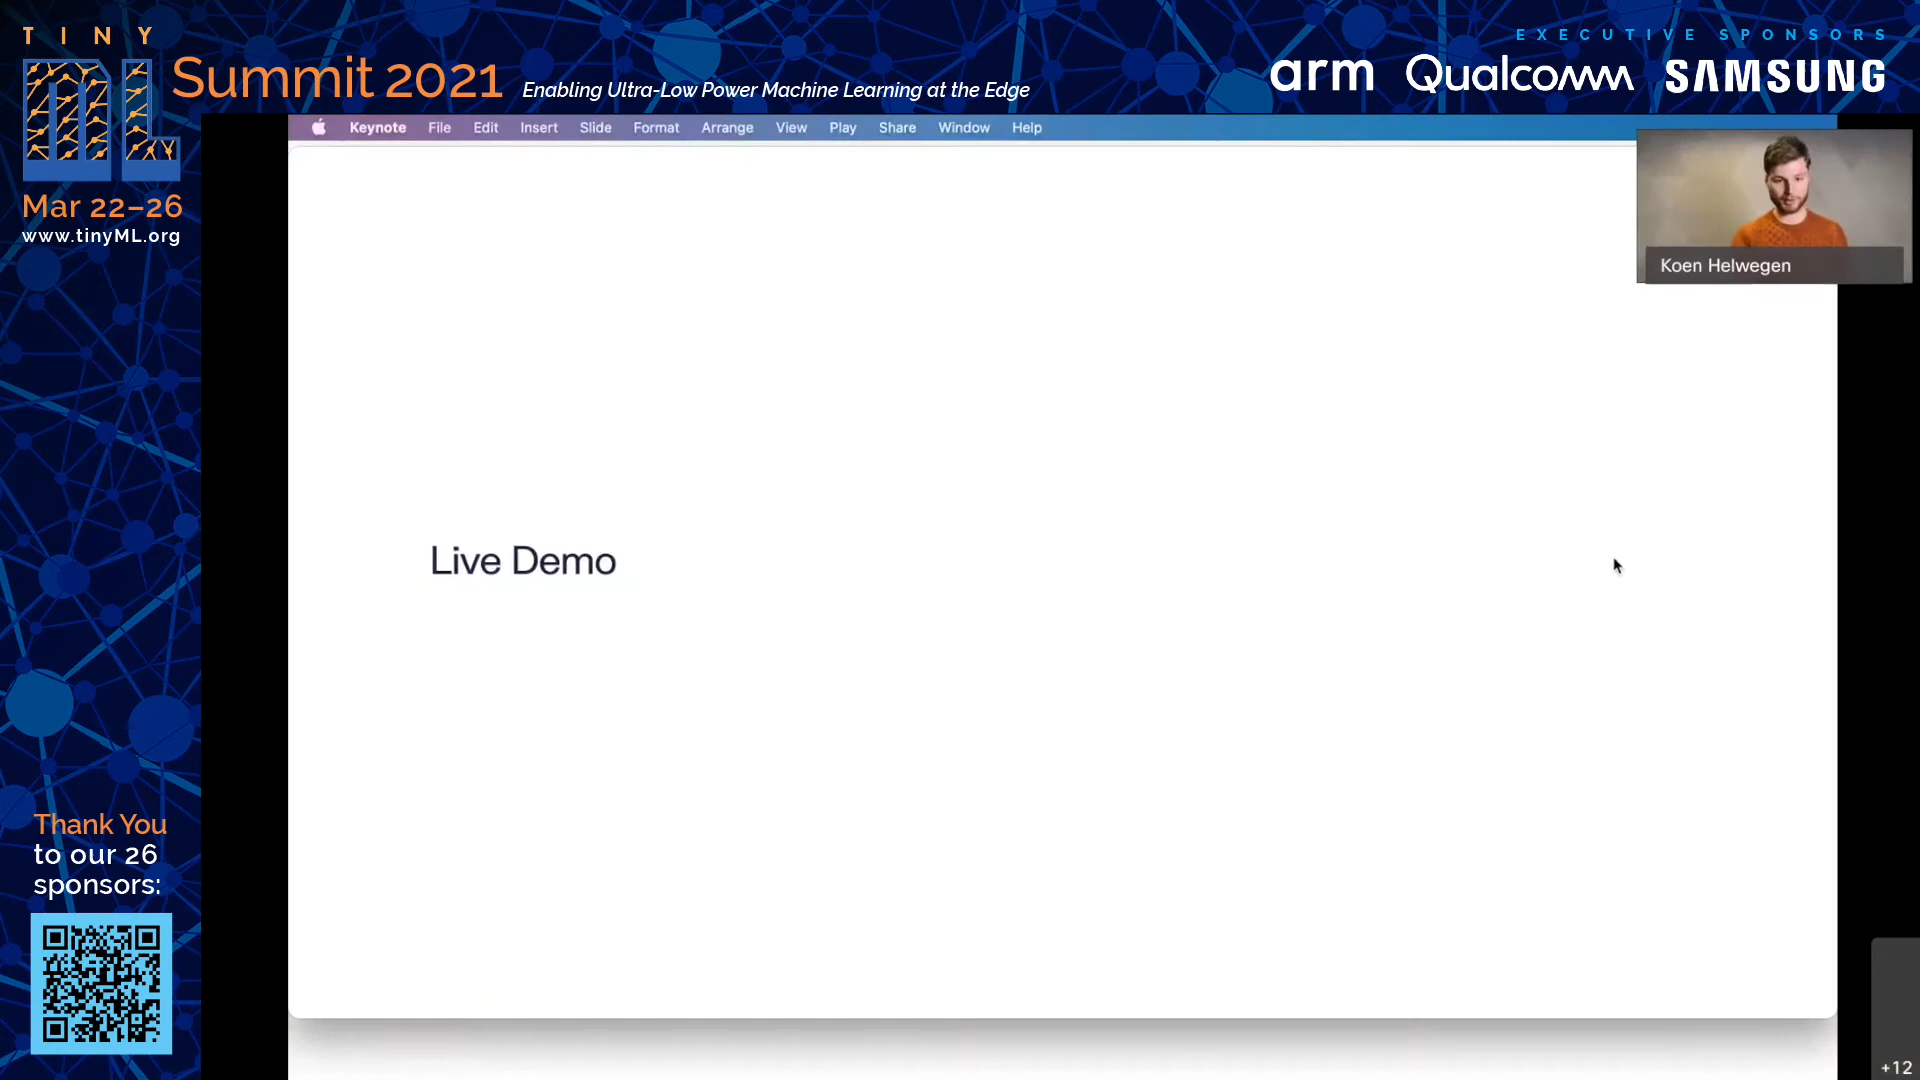 TINY
ML
Summit 2021
Enabling Ultra-Low Power Machine Learning at the Edge
EXECUTIVE SPONSORS
arm Qualcomm SAMSUNG
Mar 22–26
www.tinyML.org
Keynote File Edit Insert Slide Format Arrange View Play Share Window Help
Koen Helwegen
Live Demo
Thank You
to our 26
sponsors:
+12